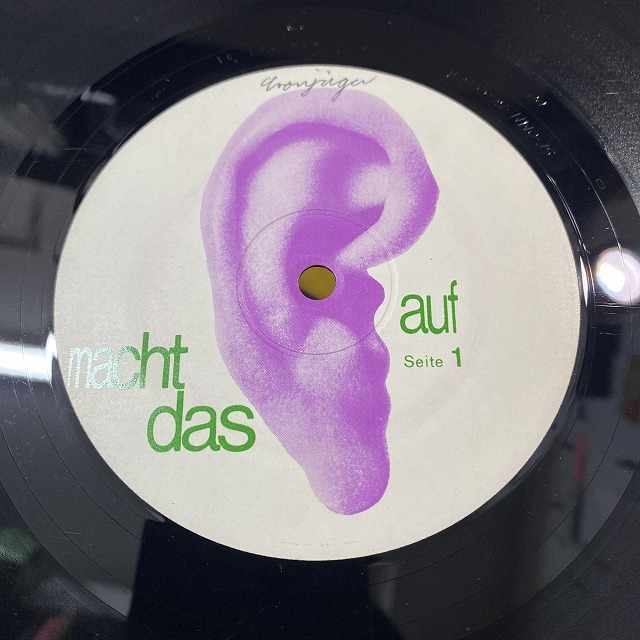 macht
das
auf
Seite 1